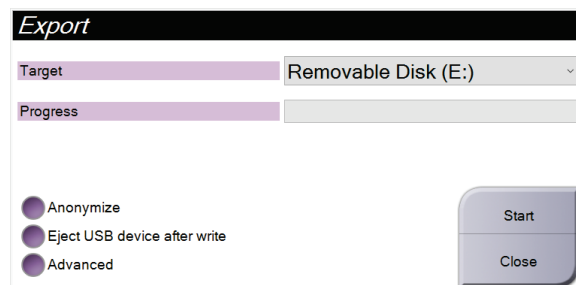 Export
Target
Removable Disk (E:)
Progress
Anonymize
Eject USB device after write
Advanced
Start
Close